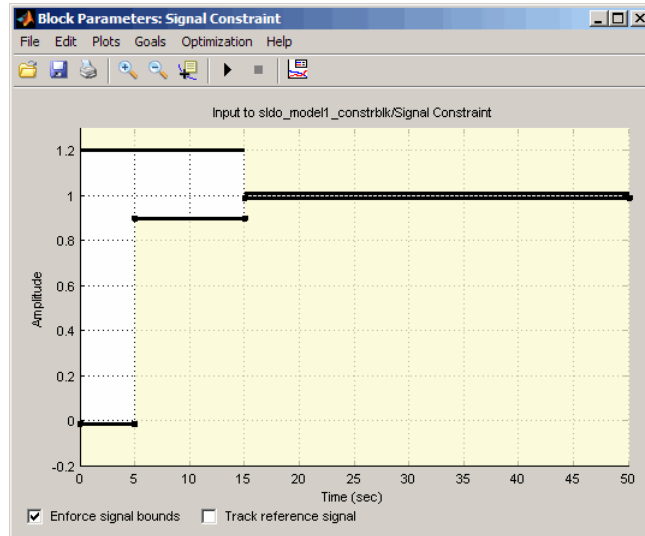 Block Parameters: Signal Constraint
File Edit Plots Goals Optimization Help
Input to sldo_model1_constrblk/Signal Constraint
1.2
1
0.8
0.6
0.4
0.2
0
-0.2
Amplitude
0 5 10 15 20 25 30 35 40 45 50
Time (sec)
Enforce signal bounds Track reference signal